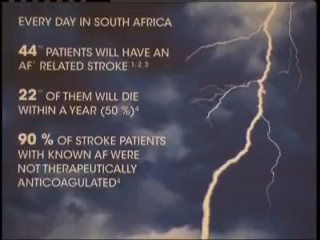 EVERY DAY IN SOUTH AFRICA
44 PATIENTS WILL HAVE AN
AF* RELATED STROKE 1, 2, 3
22 OF THEM WILL DIE
WITHIN A YEAR (50 %)4
90 % OF STROKE PATIENTS
WITH KNOWN AF WERE
NOT THERAPEUTICALLY
ANTICOAGULATED4